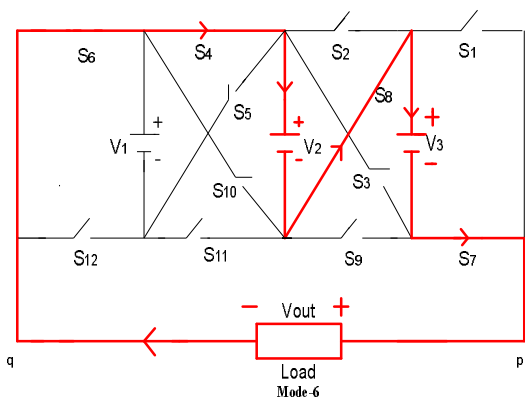 S6 S4 S2 S1
S5 S8
+ + +
V1 V2 V3
- - -
S10 S3
S12 S11 S9 S7
- Vout +
q p
Load
Mode-6